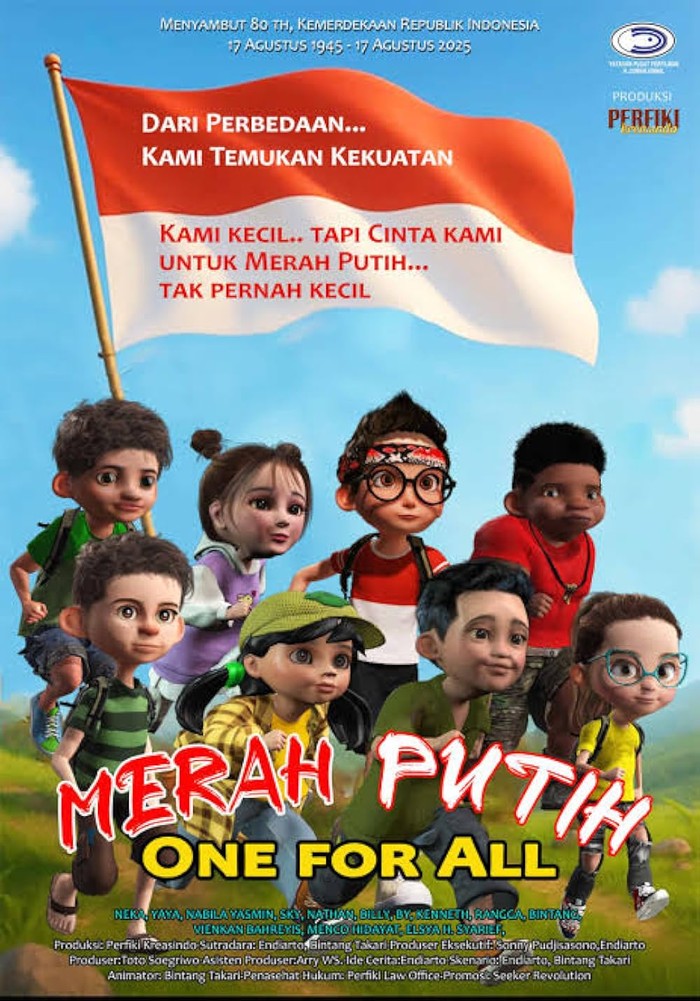 MENYAMBUT 80 TH, KEMERDEKAAN REPUBLIK INDONESIA
17 AGUSTUS 1945 - 17 AGUSTUS 2025
PRODUKSI
PERFIKI
Kreasindo
DARI PERBEDAAN...
KAMI TEMUKAN KEKUATAN
KAMI KECIL.. TAPI CINTA KAMI
UNTUK MERAH PUTIH...
TAK PERNAH KECIL
MERAH PUTIH
ONE FOR ALL
NEKA, YAYA, NABILA YASMIN, SKY, NATHAN, BILLY, BY, KENNETH, RANGGA, BINTANG,
VIENKAN BAHREYIS, MENCO HIDAYAT, ELSYA H. SYARIEF,
Produksi: Perfiki Kreasindo-Sutradara: Endiarto, Bintang Takari-Produser Eksekutif: Sonny Pudjisasono,Endiarto
Produser:Toto Soegriwo Asisten Produser:Arry WS. Ide Cerita:Endiarto-Skenario: Endiarto, Bintang Takari
Animator: Bintang Takari-Penasehat Hukum: Perfiki Law Office-Promosi: Seeker Revolution